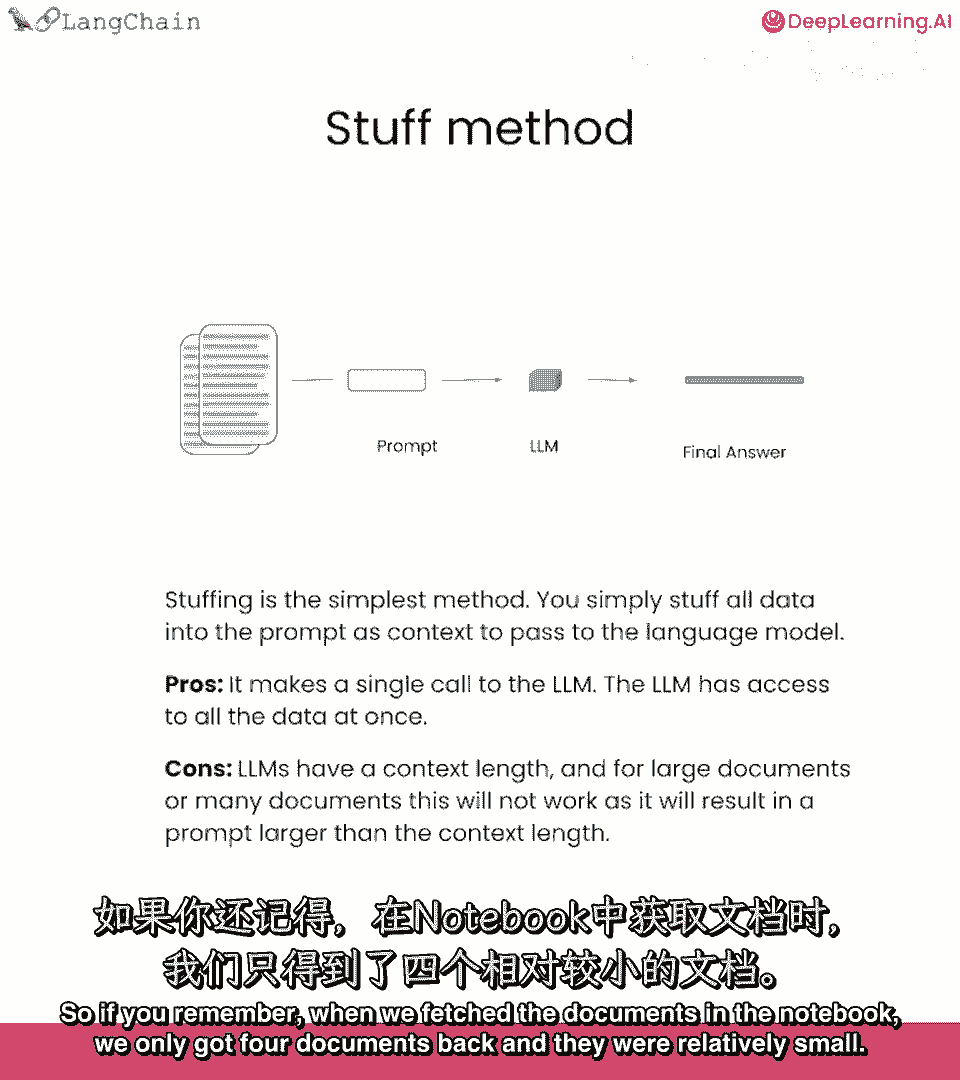 LangChain
DeepLearning.AI
Stuff method
Prompt
LLM
Final Answer
Stuffing is the simplest method. You simply stuff all data
into the prompt as context to pass to the language model.
Pros: It makes a single call to the LLM. The LLM has access
to all the data at once.
Cons: LLMs have a context length, and for large documents
or many documents this will not work as it will result in a
prompt larger than the context length.
如果你还记得，在Notebook中获取文档时，
我们只得到了四个相对较小的文档。
So if you remember, when we fetched the documents in the notebook,
we only got four documents back and they were relatively small.